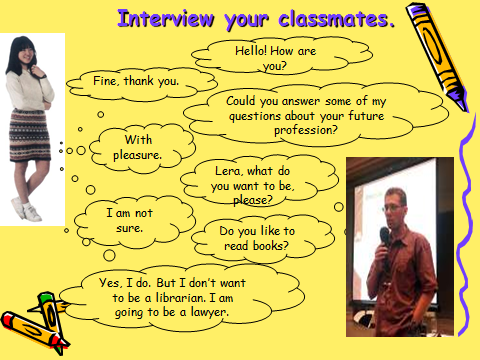 Interview your classmates.
Hello! How are
you?
Fine, thank you.
Could you answer some of my
questions about your future
profession?
With
pleasure.
Lera, what do
you want to be,
please?
I am not
sure.
Do you like to
read books?
Yes, I do. But I don't want
to be a librarian. I am
going to be a lawyer.